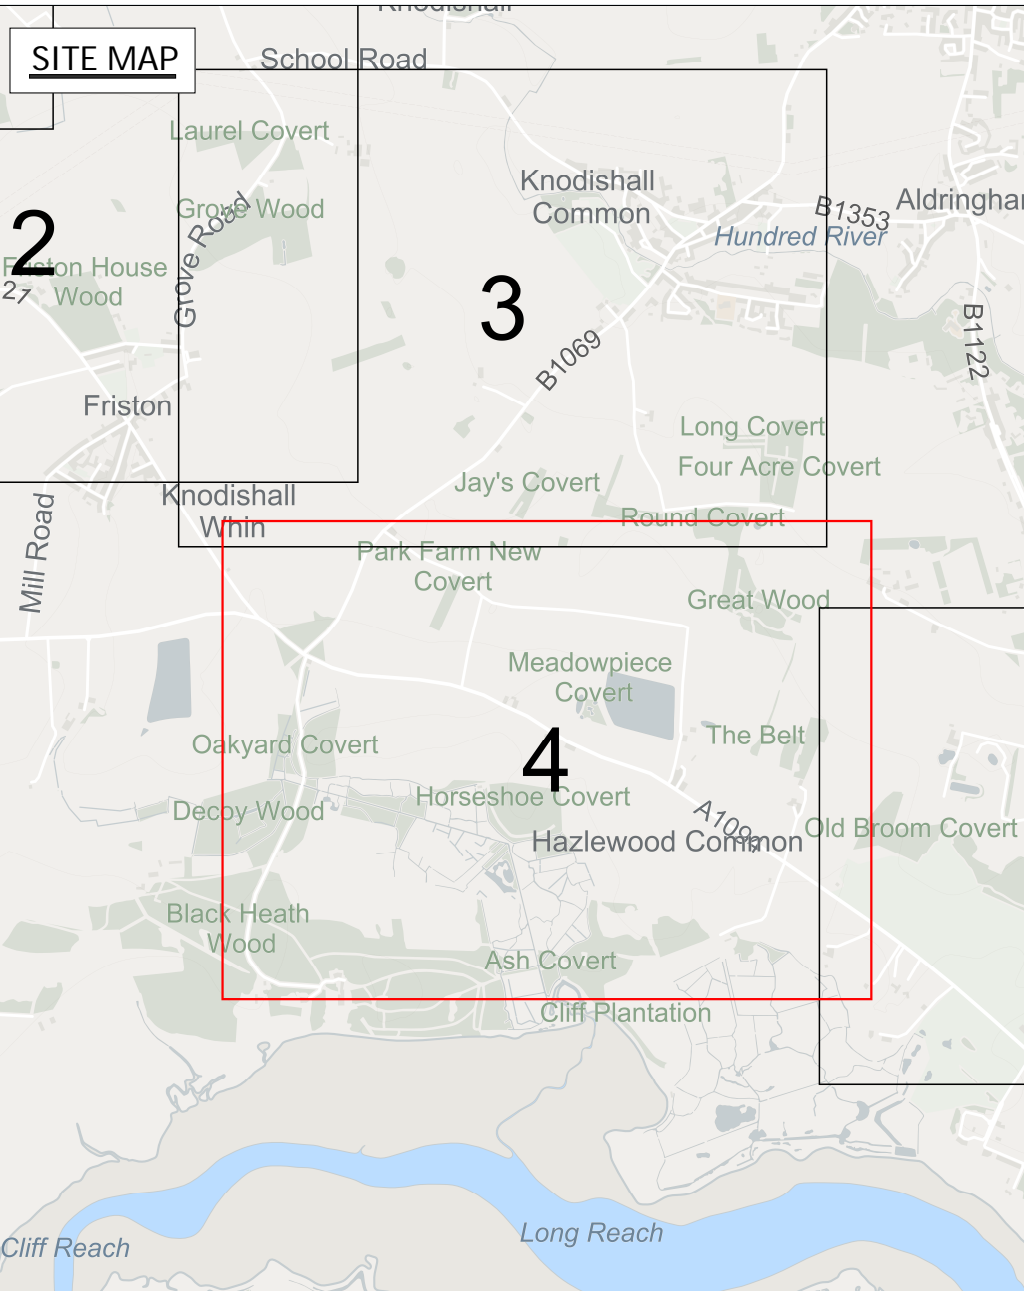 Knodishall
SITE MAP
School Road
Laurel Covert
Knodishall
Common
Grove Wood
Grove Road
B1353
Aldringhar
Hundred River
2
Friston House
Wood
27
3
B1122
B1069
Friston
Long Covert
Four Acre Covert
Jay's Covert
Knodishall
Whin
Round Covert
Mill Road
Park Farm New
Covert
Great Wood
Meadowpiece
Covert
The Belt
Oakyard Covert
4
Horseshoe Covert
Decoy Wood
A1094
Old Broom Covert
Hazlewood Common
Black Heath
Wood
Ash Covert
Cliff Plantation
Long Reach
Cliff Reach